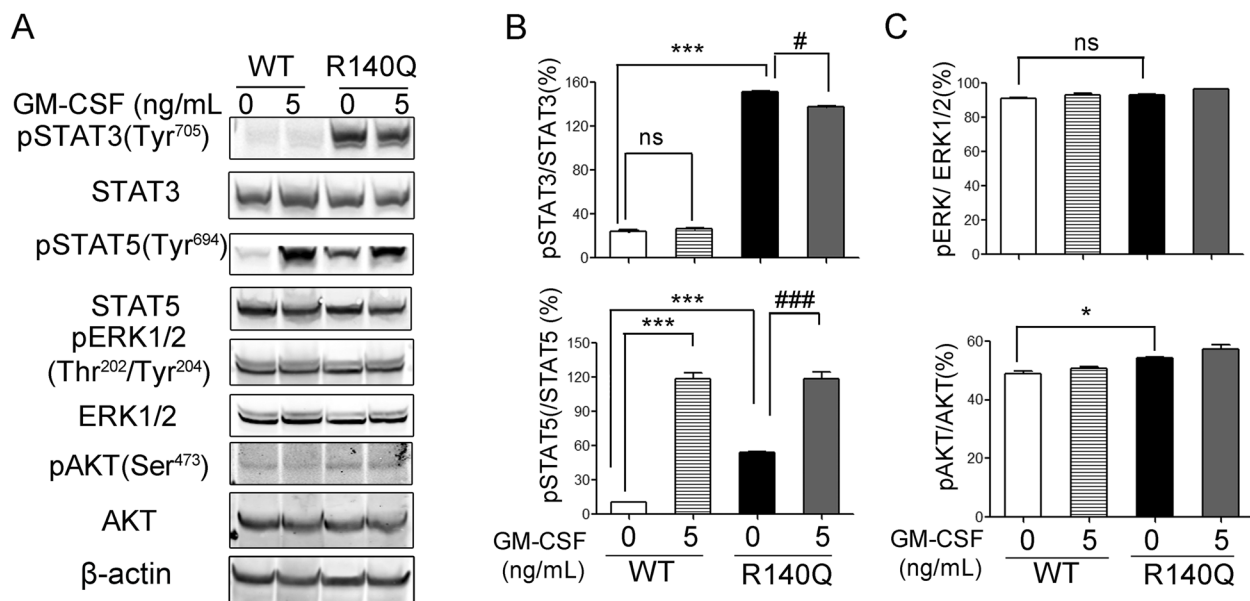 A
WT R140Q
GM-CSF (ng/mL 0 5 0 5
pSTAT3(Tyr⁷⁰⁵)
STAT3
pSTAT5(Tyr⁶⁹⁴)
STAT5
pERK1/2
(Thr²⁰²/Tyr²⁰⁴)
ERK1/2
pAKT(Ser⁴⁷³)
AKT
β-actin
B
pSTAT3/STAT3(%)
160
120
80
40
0
ns
***
#
pSTAT5(/STAT5 (%)
150
120
90
60
30
0
***
***
###
GM-CSF 0 5 0 5
(ng/mL) WT R140Q
C
pERK/ ERK1/2(%)
100
80
60
40
20
0
ns
pAKT/AKT(%)
60
40
20
0
*
GM-CSF 0 5 0 5
(ng/mL) WT R140Q